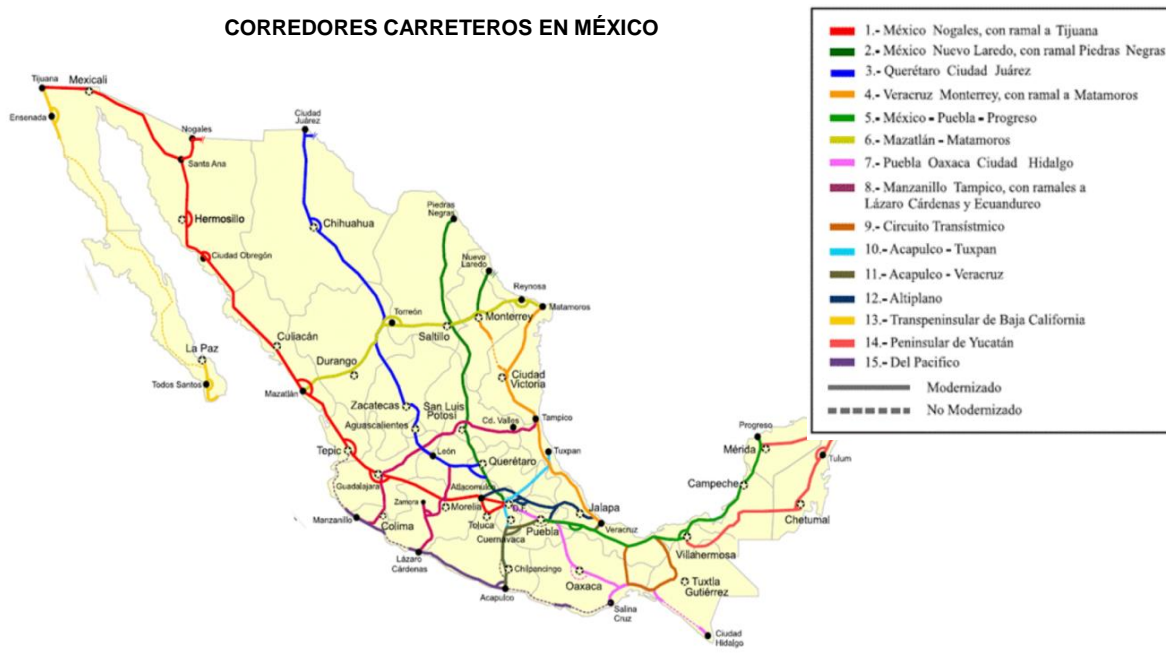 CORREDORES CARRETEROS EN MÉXICO
1.- México Nogales, con ramal a Tijuana
2.- México Nuevo Laredo, con ramal Piedras Negras
3.- Querétaro Ciudad Juárez
4.- Veracruz Monterrey, con ramal a Matamoros
5.- México - Puebla - Progreso
6.- Mazatlán - Matamoros
7.- Puebla Oaxaca Ciudad Hidalgo
8.- Manzanillo Tampico, con ramales a
Lázaro Cárdenas y Ecuandureo
9.- Circuito Transístmico
10.- Acapulco - Tuxpan
11.- Acapulco - Veracruz
12.- Altiplano
13.- Transpeninsular de Baja California
14.- Peninsular de Yucatán
15.- Del Pacifico
Modernizado
No Modernizado
Tijuana
Mexicali
Ensenada
Nogales
Santa Ana
Ciudad
Juárez
Hermosillo
Chihuahua
Piedras
Negras
Ciudad Obregón
Nuevo
Laredo
Reynosa
Matamoros
Torreón
Monterrey
Saltillo
Culiacán
La Paz
Durango
Todos Santos
Mazatlán
Ciudad
Victoria
Zacatecas
San Luis
Potosí
Aguascalientes
Cd. Valles
Tampico
Tepic
León
Tuxpan
Querétaro
Guadalajara
Atlacomulco
Zamora
Morelia
D.F.
Jalapa
Manzanillo
Colima
Toluca
Puebla
Veracruz
Cuernavaca
Lázaro
Cárdenas
Chilpancingo
Acapulco
Oaxaca
Salina
Cruz
Progreso
Mérida
Tulum
Campeche
Chetumal
Villahermosa
Tuxtla
Gutiérrez
Ciudad
Hidalgo